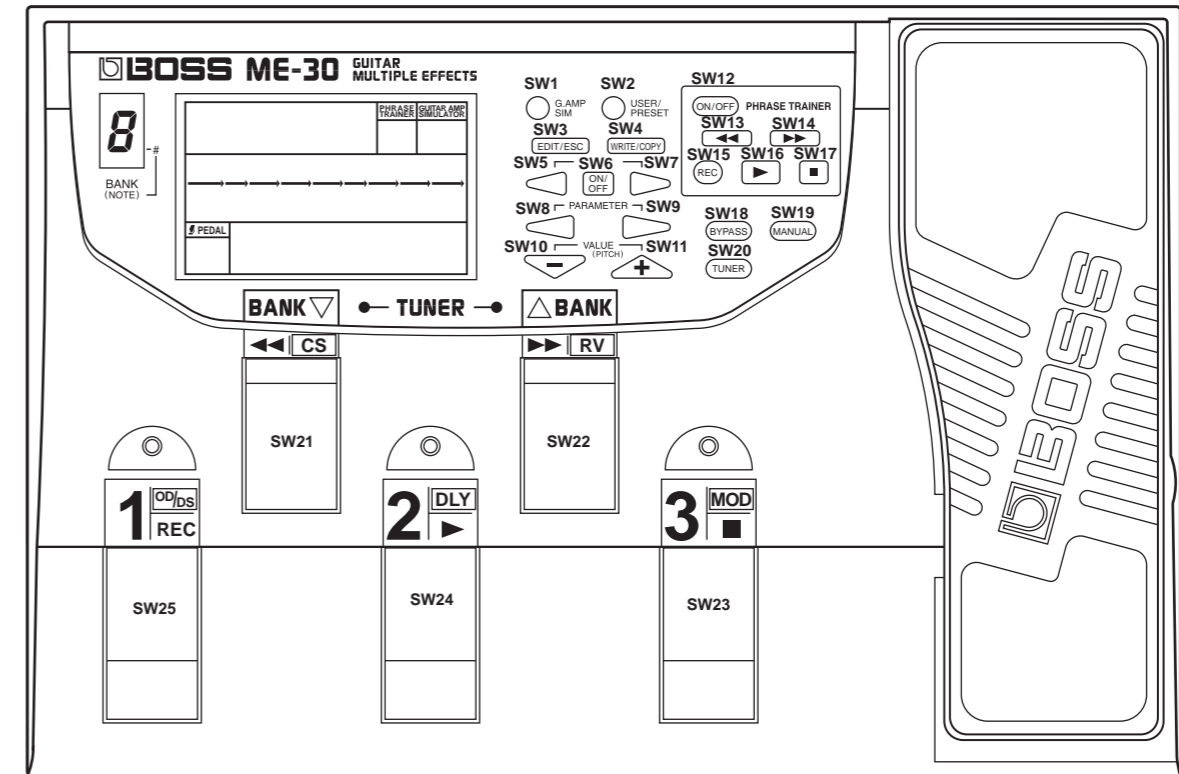 BOSS ME-30 GUITAR MULTIPLE EFFECTS
8
-#
BANK
(NOTE)
PHRASE TRAINER
GUITAR AMP SIMULATOR
PEDAL
SW1 SW2
G.AMP SIM
USER/ PRESET
SW3 SW4
EDIT/ESC WRITE/COPY
SW5 SW6 SW7
ON/ OFF
SW8 PARAMETER SW9
SW10 VALUE (PITCH) SW11
− +
SW12
ON/OFF PHRASE TRAINER
SW13 SW14
◀◀ ▶▶
SW15 SW16 SW17
REC ▶ ■
SW18 SW19
BYPASS MANUAL
SW20
TUNER
BANK ▽ TUNER △ BANK
◀◀ CS ▶▶ RV
SW21 SW22
1 OD/DS REC
2 DLY ▶
3 MOD ■
SW25 SW24 SW23
BOSS